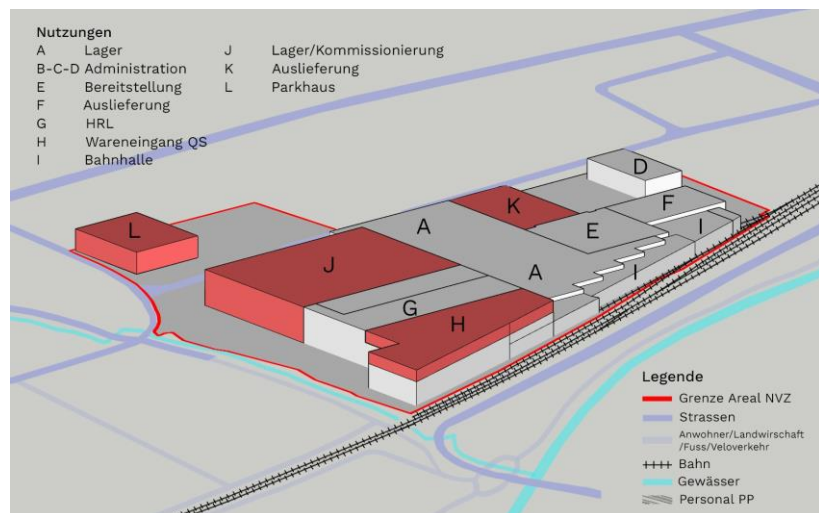 Nutzungen
A Lager
B-C-D Administration
E Bereitstellung
F Auslieferung
G HRL
H Wareneingang QS
I Bahnhalle
J Lager/Kommissionierung
K Auslieferung
L Parkhaus
D
F
K
A
E
I
L
J
A
I
G
H
Legende
Grenze Areal NVZ
Strassen
Anwohner/Landwirschaft
/Fuss/Veloverkehr
Bahn
Gewässer
Personal PP